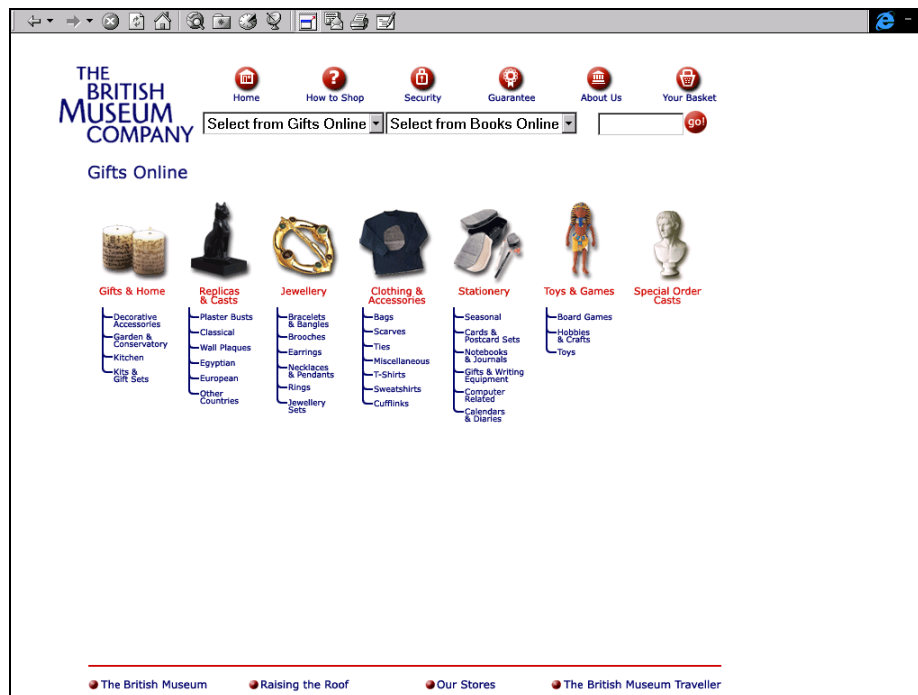 THE
BRITISH
MUSEUM
COMPANY
Home
How to Shop
Security
Guarantee
About Us
Your Basket
Select from Gifts Online
Select from Books Online
go!
Gifts Online
Gifts & Home
Decorative
Accessories
Garden &
Conservatory
Kitchen
Kits &
Gift Sets
Replicas
& Casts
Plaster Busts
Classical
Wall Plaques
Egyptian
European
Other
Countries
Jewellery
Bracelets
& Bangles
Brooches
Earrings
Necklaces
& Pendants
Rings
Jewellery
Sets
Clothing &
Accessories
Bags
Scarves
Ties
Miscellaneous
T-Shirts
Sweatshirts
Cufflinks
Stationery
Seasonal
Cards &
Postcard Sets
Notebooks
& Journals
Gifts & Writing
Equipment
Computer
Related
Calendars
& Diaries
Toys & Games
Board Games
Hobbies
& Crafts
Toys
Special Order
Casts
The British Museum
Raising the Roof
Our Stores
The British Museum Traveller